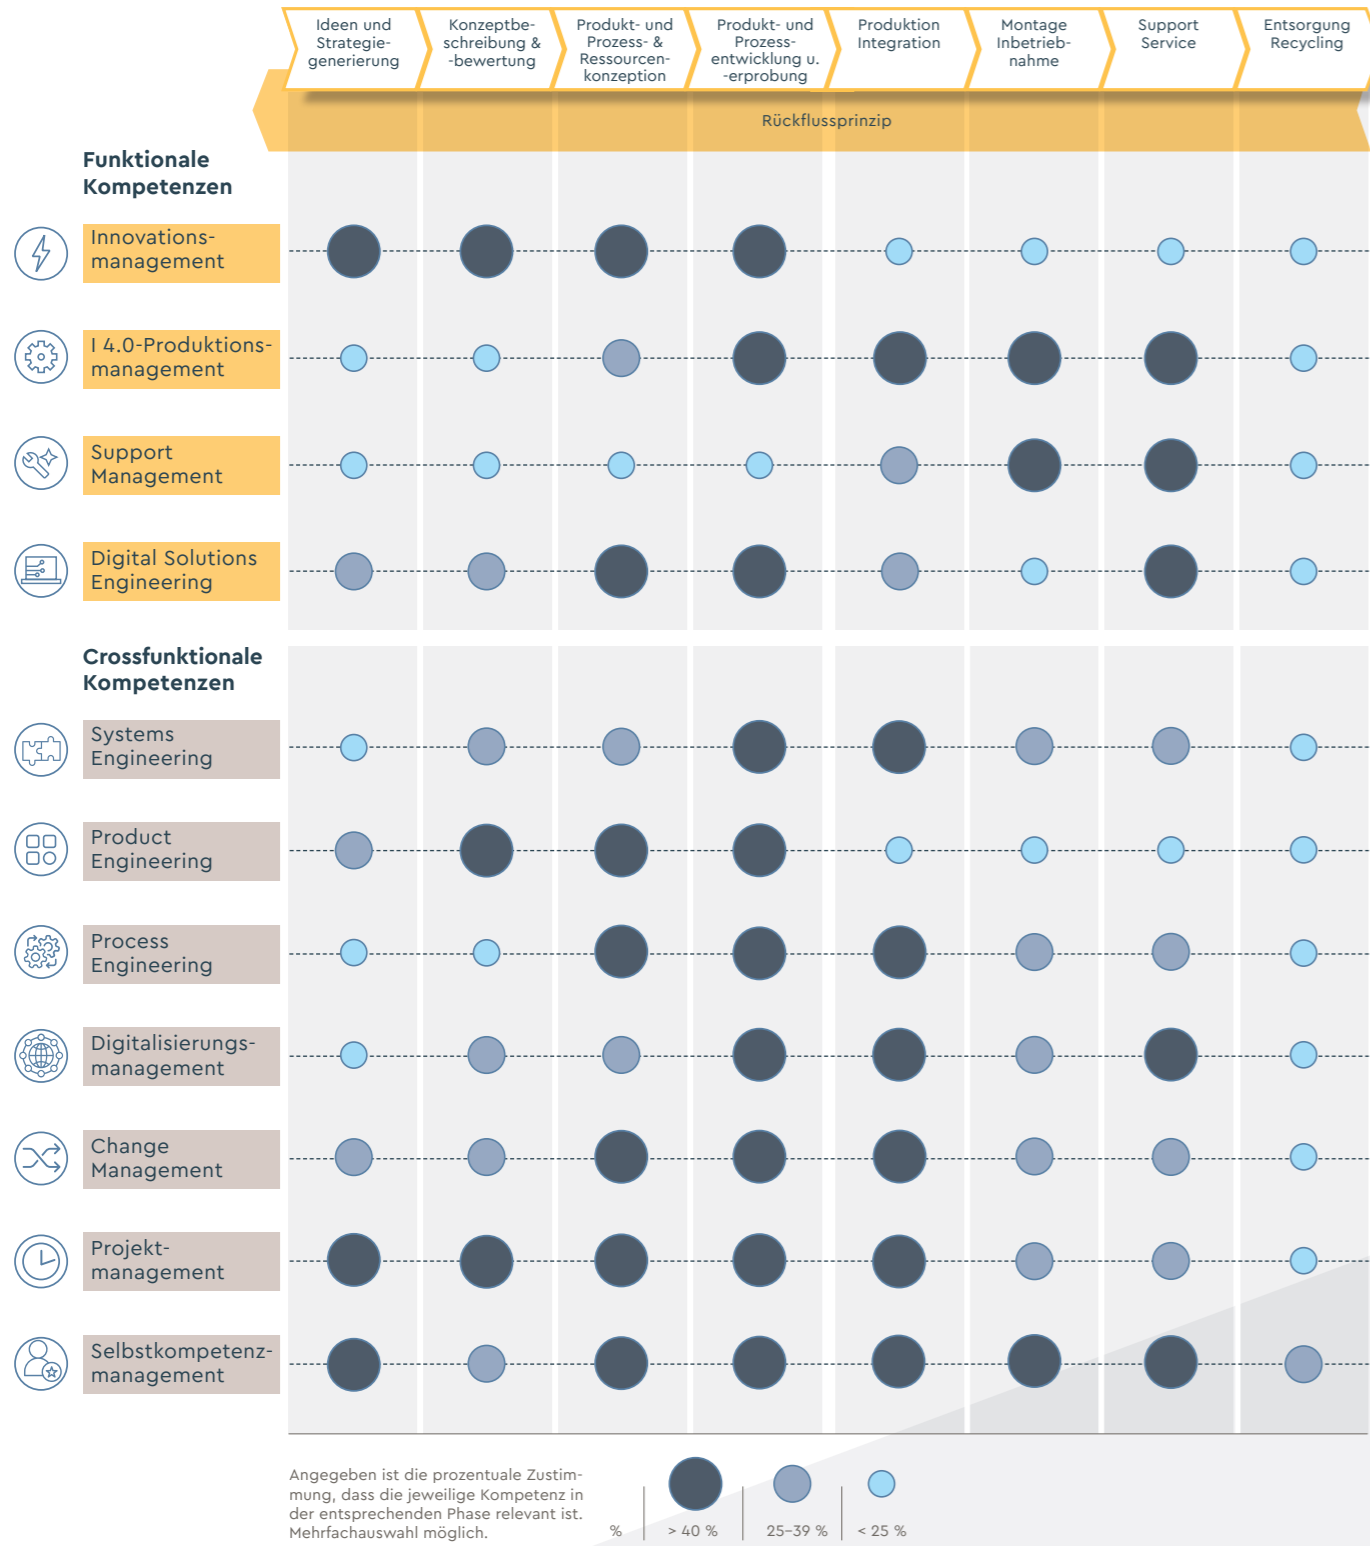 Ideen und
Strategie-
generierung
Konzeptbe-
schreibung &
-bewertung
Produkt- und
Prozess- &
Ressourcen-
konzeption
Produkt- und
Prozess-
entwicklung u.
-erprobung
Produktion
Integration
Montage
Inbetrieb-
nahme
Support
Service
Entsorgung
Recycling
Rückflussprinzip
Funktionale
Kompetenzen
Innovations-
management
I 4.0-Produktions-
management
Support
Management
Digital Solutions
Engineering
Crossfunktionale
Kompetenzen
Systems
Engineering
Product
Engineering
Process
Engineering
Digitalisierungs-
management
Change
Management
Projekt-
management
Selbstkompetenz-
management
Angegeben ist die prozentuale Zustim-
mung, dass die jeweilige Kompetenz in
der entsprechenden Phase relevant ist.
Mehrfachauswahl möglich.
% > 40 % 25–39 % < 25 %